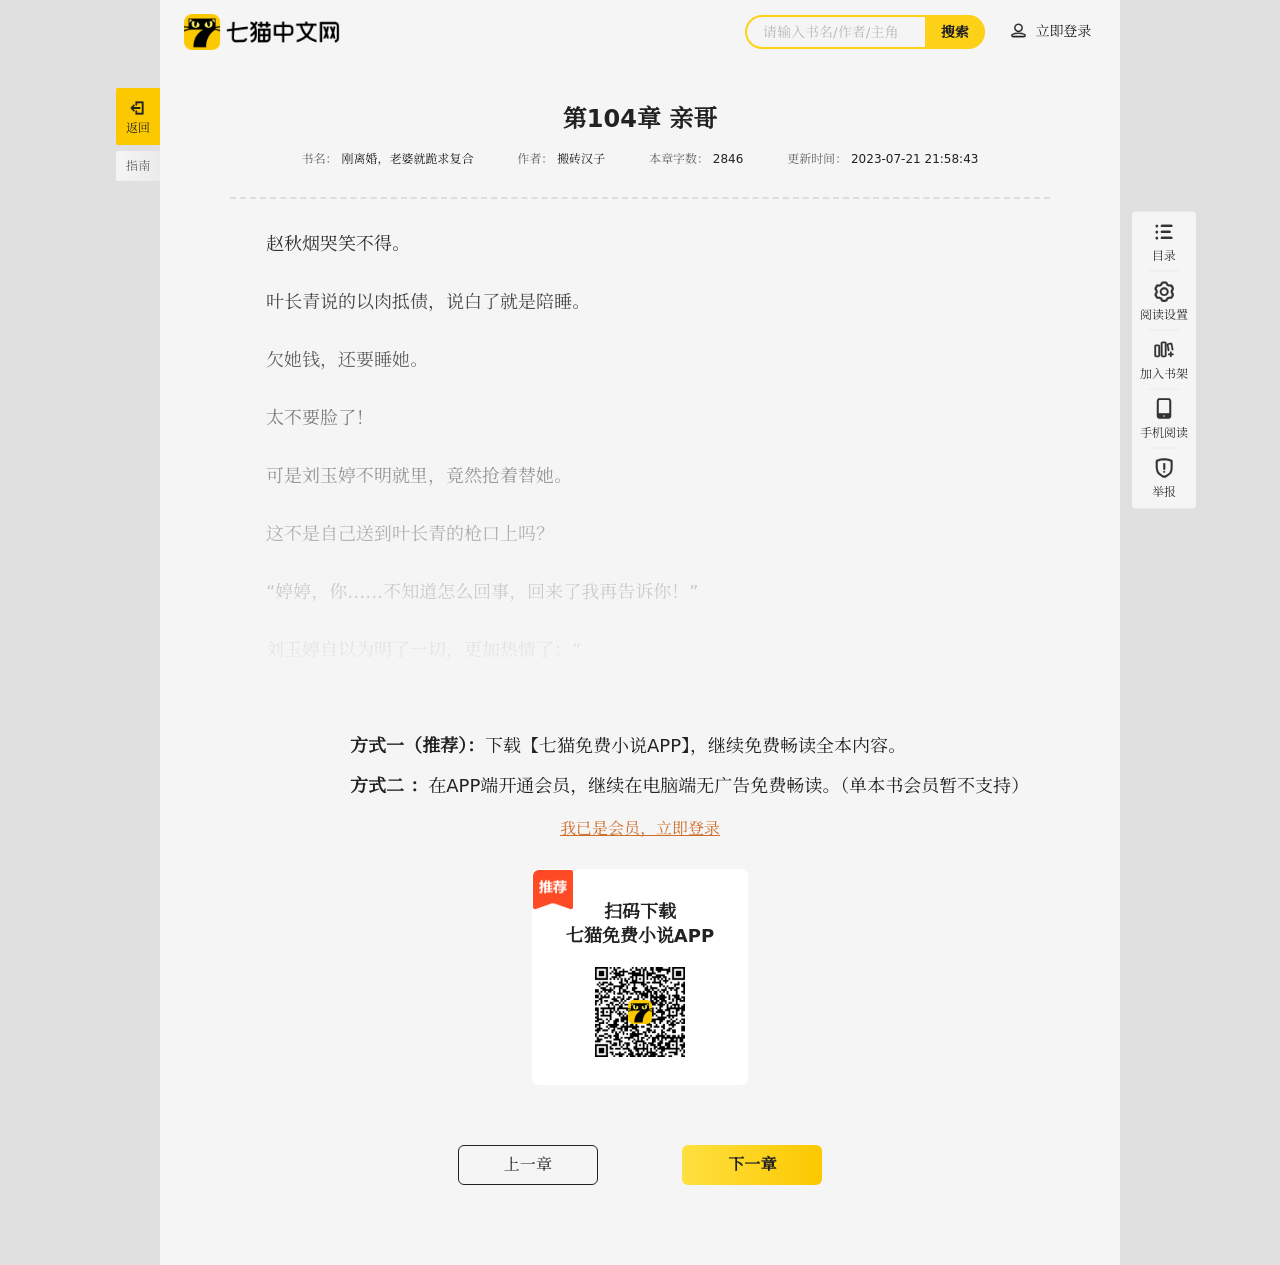 七猫中文网
请输入书名/作者/主角
搜索
立即登录
返回
指南
第104章 亲哥
书名： 刚离婚，老婆就跪求复合 作者： 搬砖汉子 本章字数： 2846 更新时间： 2023-07-21 21:58:43
赵秋烟哭笑不得。
叶长青说的以肉抵债，说白了就是陪睡。
欠她钱，还要睡她。
太不要脸了！
可是刘玉婷不明就里，竟然抢着替她。
这不是自己送到叶长青的枪口上吗？
“婷婷，你……不知道怎么回事，回来了我再告诉你！”
刘玉婷自以为明了一切，更加热情了：“
目录
阅读设置
加入书架
手机阅读
举报
方式一（推荐）：下载【七猫免费小说APP】，继续免费畅读全本内容。
方式二 ：在APP端开通会员，继续在电脑端无广告免费畅读。（单本书会员暂不支持）
我已是会员，立即登录
推荐
扫码下载
七猫免费小说APP
上一章
下一章